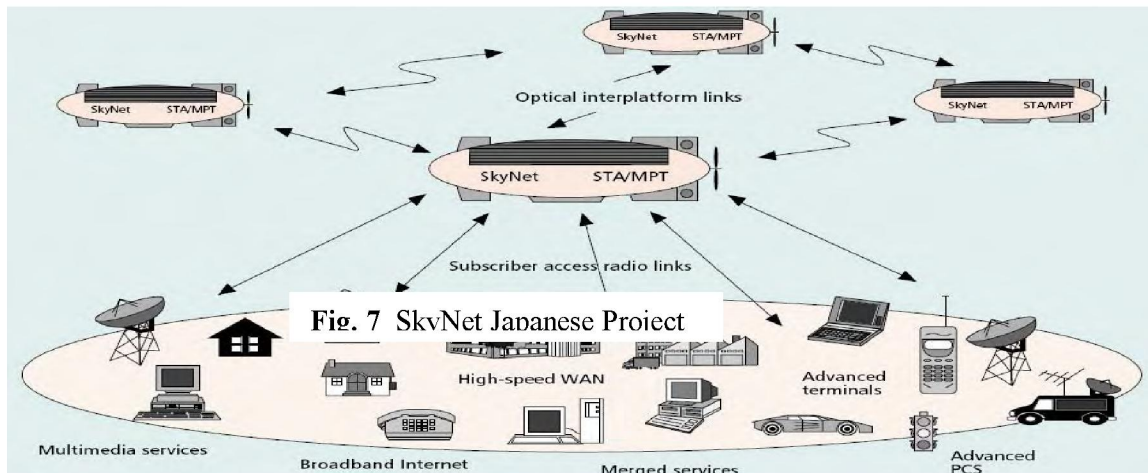 SkyNet STA/MPT
SkyNet STA/MPT
SkyNet STA/MPT
Optical interplatform links
SkyNet STA/MPT
Subscriber access radio links
Fig. 7 SkyNet Japanese Project
High-speed WAN
Advanced
terminals
Multimedia services
Broadband Internet
Merged services
Advanced
PCS